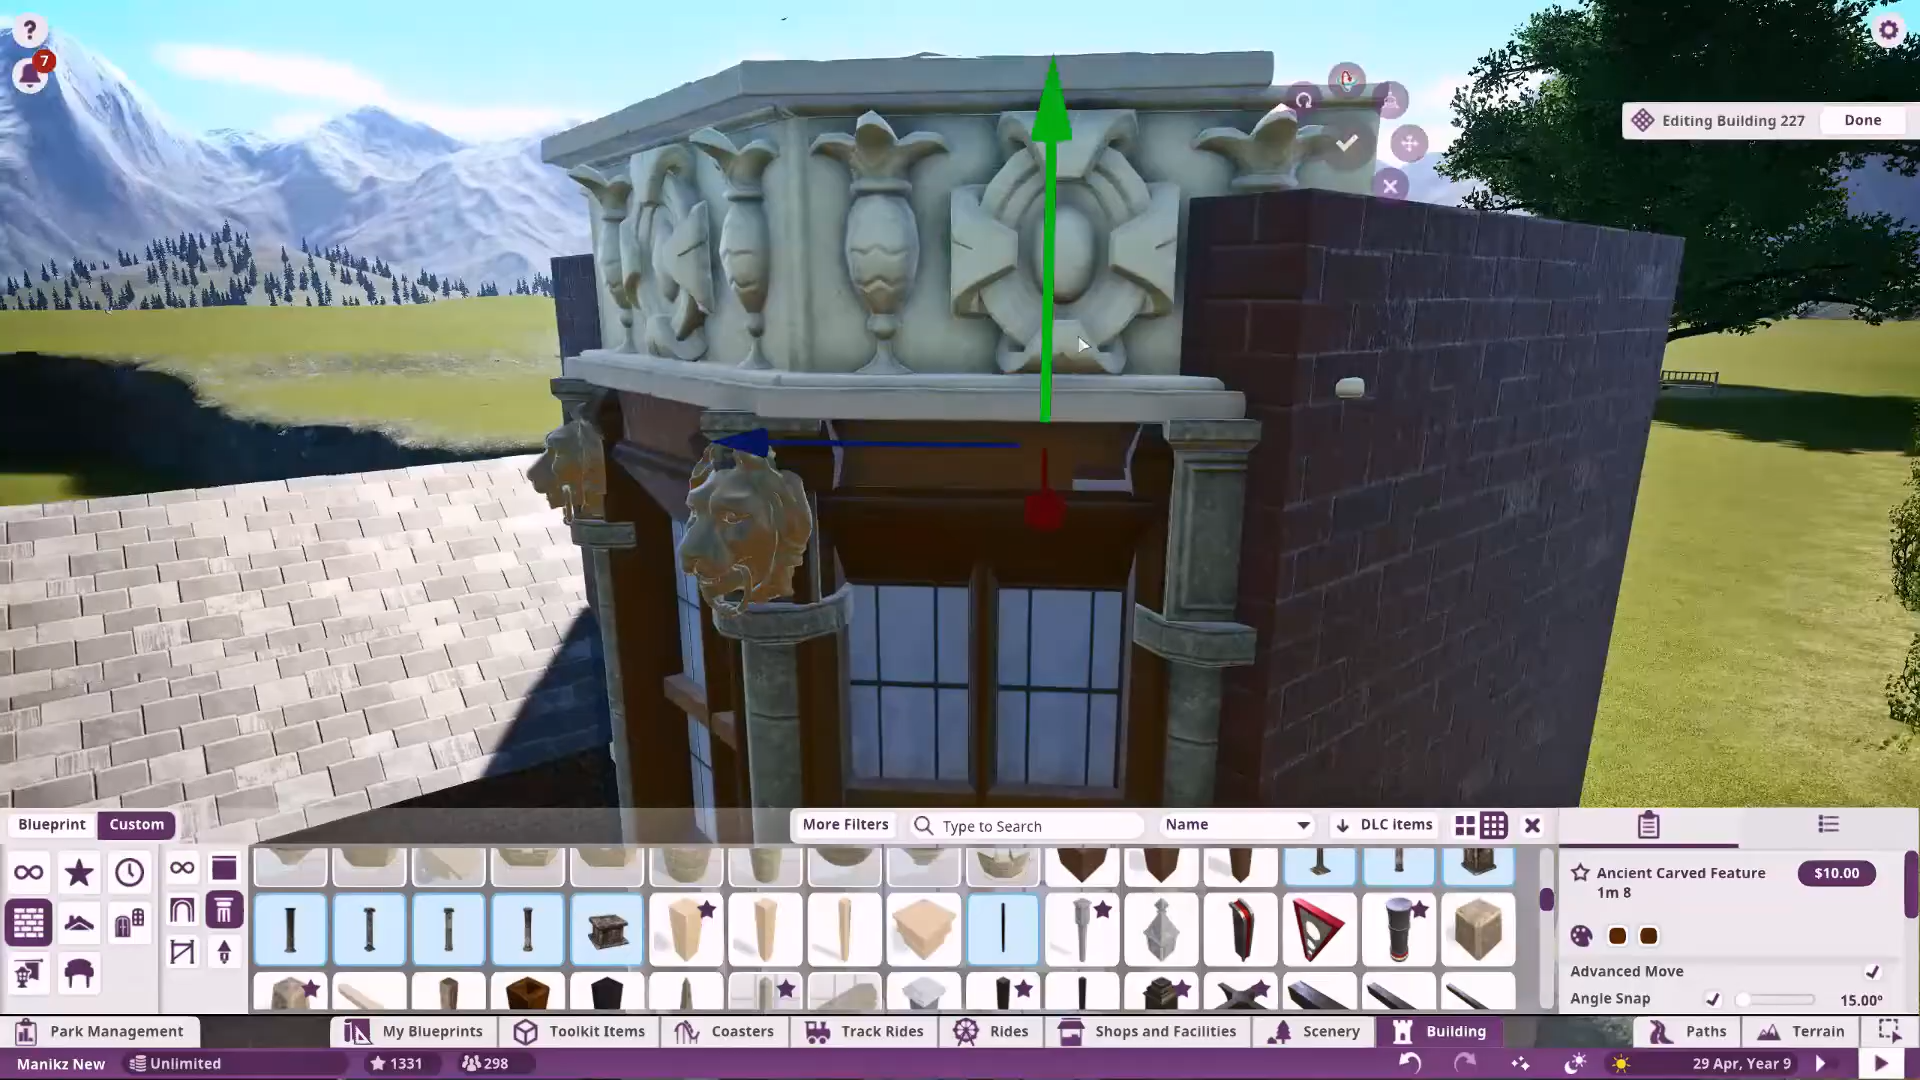 ?
7
Editing Building 227
Done
Blueprint
Custom
More Filters
Type to Search
Name
DLC items
Ancient Carved Feature
1m 8
$10.00
Advanced Move
Angle Snap
15.00°
Park Management
My Blueprints
Toolkit Items
Coasters
Track Rides
Rides
Shops and Facilities
Scenery
Building
Paths
Terrain
Manikz New
Unlimited
1331
298
29 Apr, Year 9